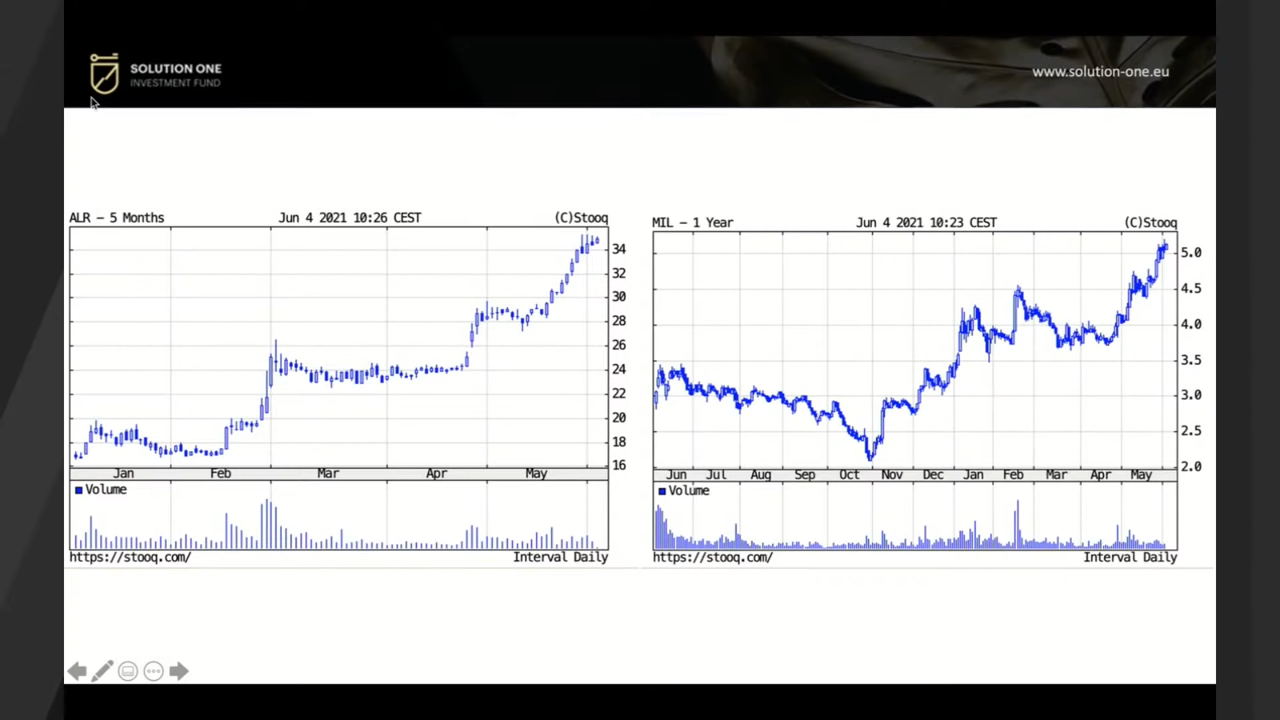 SOLUTION ONE
INVESTMENT FUND
www.solution-one.eu
ALR - 5 Months Jun 4 2021 10:26 CEST (C)Stooq
34
32
30
28
26
24
22
20
18
16
Jan Feb Mar Apr May
Volume
https://stooq.com/ Interval Daily
MIL - 1 Year Jun 4 2021 10:23 CEST (C)Stooq
5.0
4.5
4.0
3.5
3.0
2.5
2.0
Jun Jul Aug Sep Oct Nov Dec Jan Feb Mar Apr May
Volume
https://stooq.com/ Interval Daily